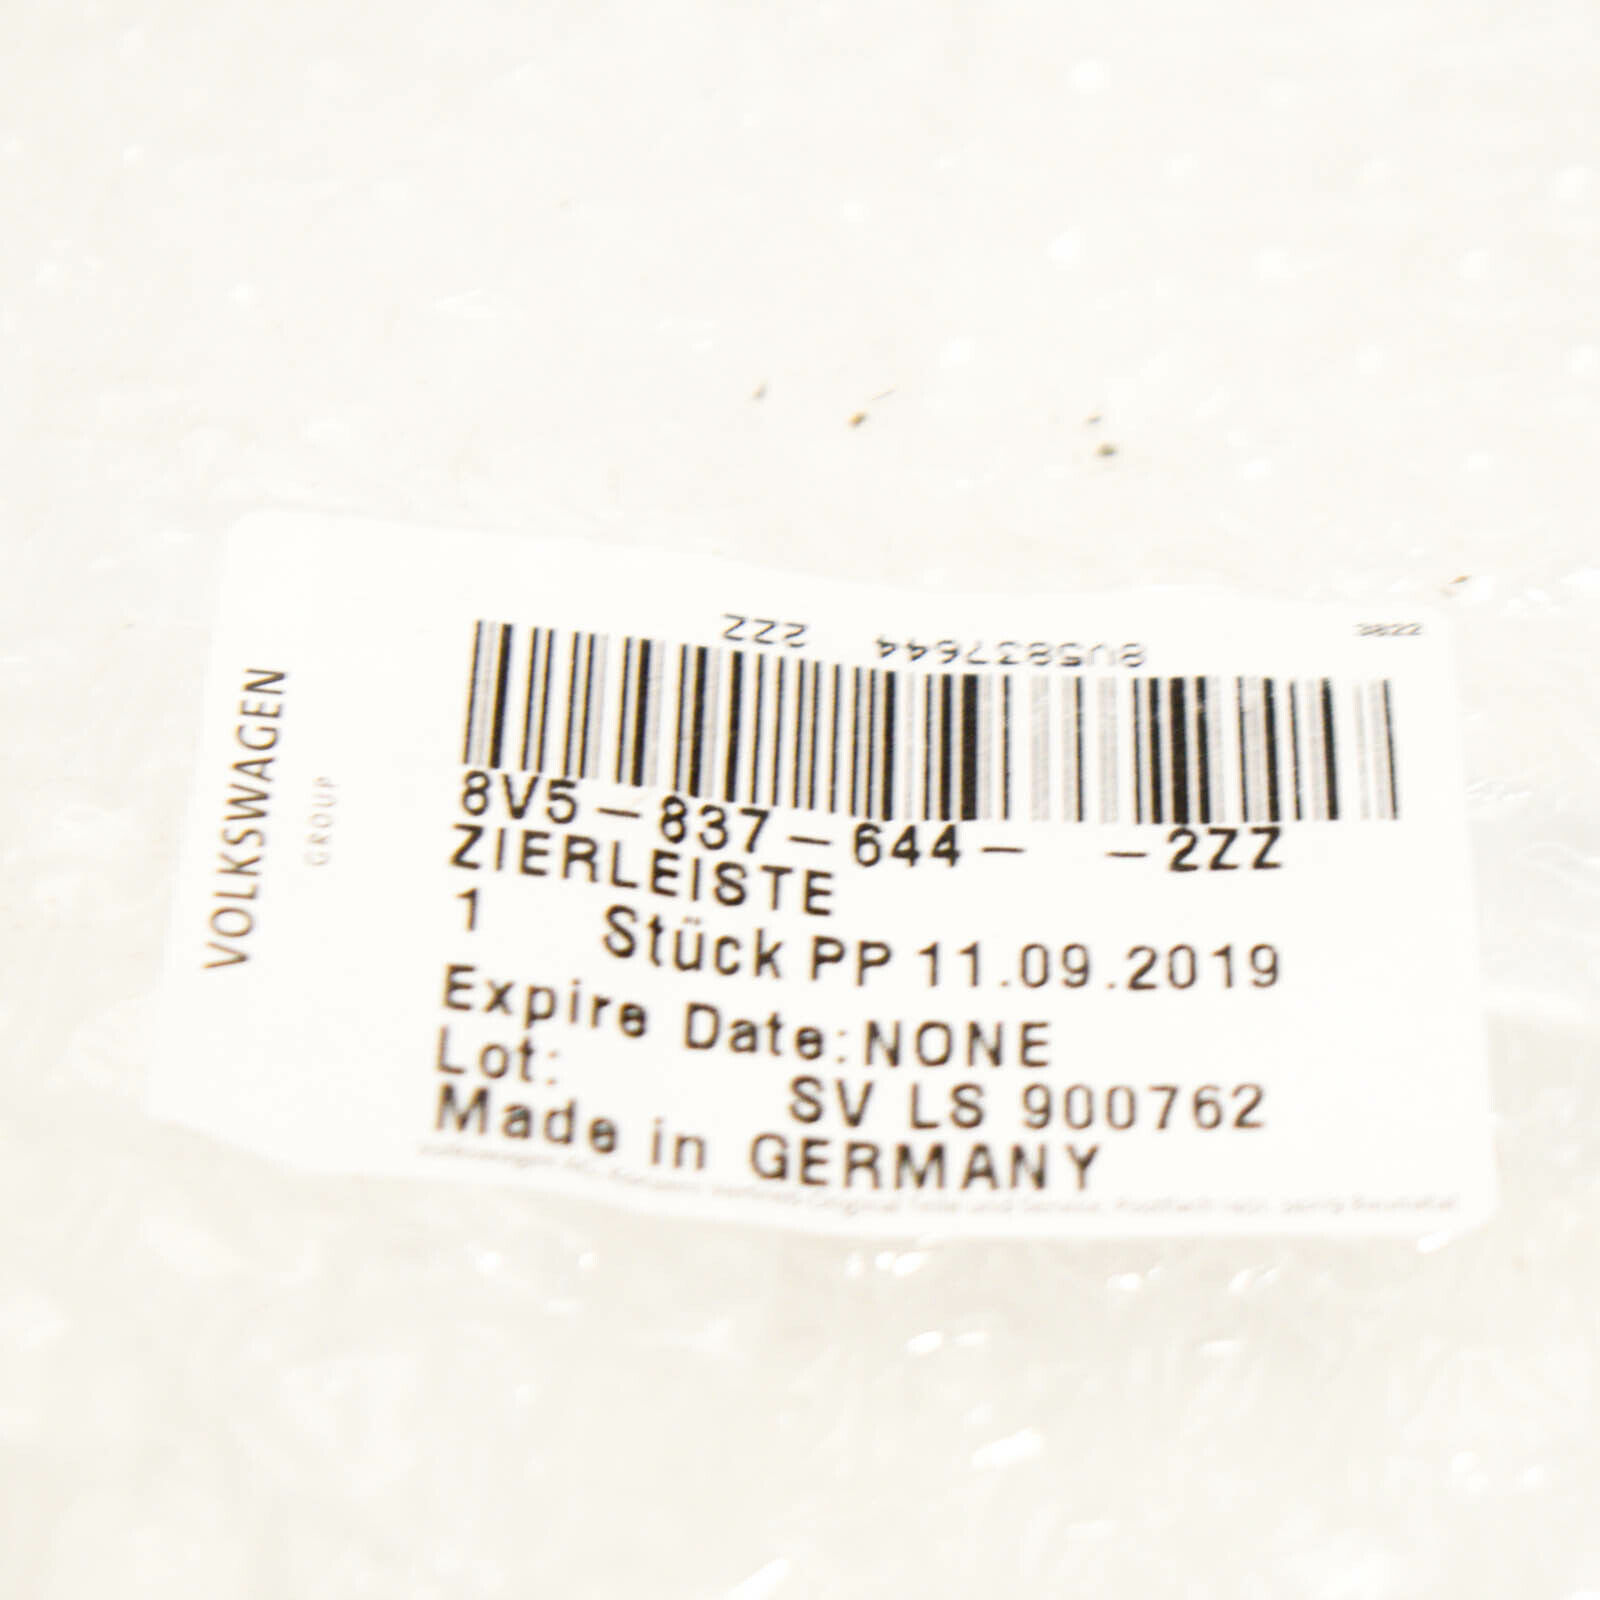 VOLKSWAGEN
GROUP
8V5837644 2ZZ
3622
8V5-837-644- -2ZZ
ZIERLEISTE
1 Stück PP 11.09.2019
Expire Date:NONE
Lot: SV LS 900762
Made in GERMANY